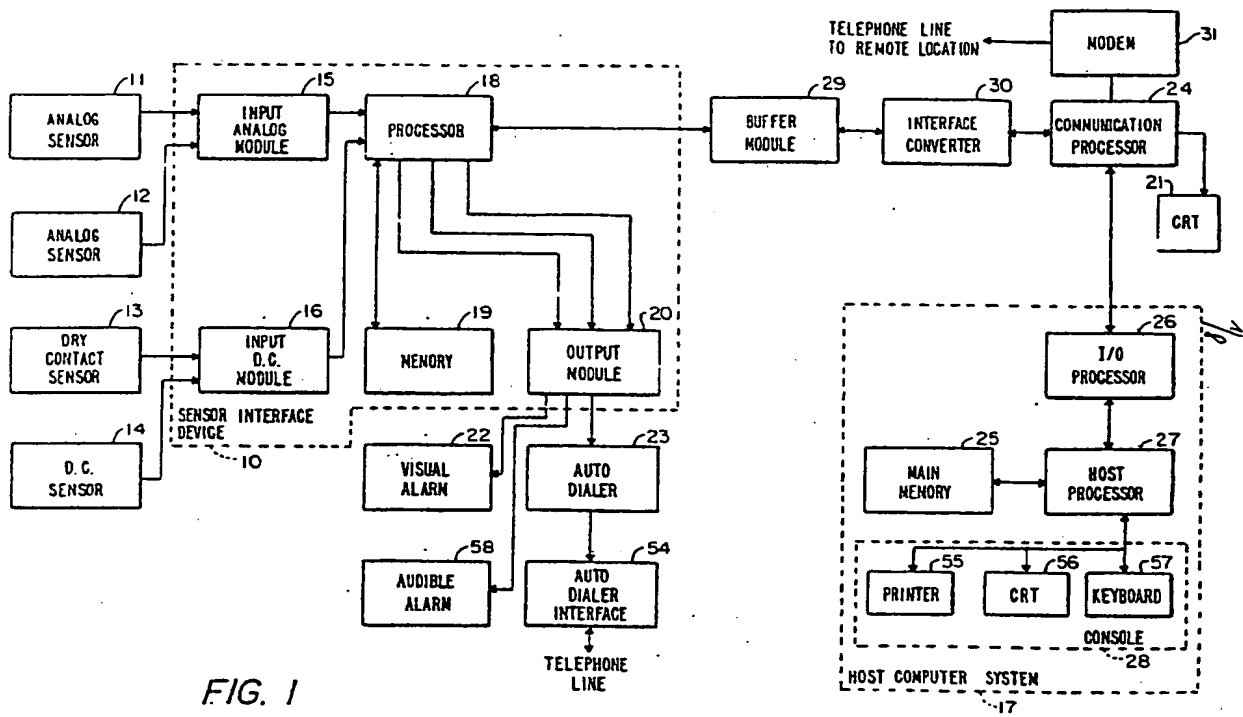 TELEPHONE LINE
TO REMOTE LOCATION
MODEM
31
11
ANALOG
SENSOR
15
INPUT
ANALOG
MODULE
18
PROCESSOR
29
BUFFER
MODULE
30
INTERFACE
CONVERTER
24
COMMUNICATION
PROCESSOR
21
CRT
12
ANALOG
SENSOR
13
DRY
CONTACT
SENSOR
16
INPUT
D.C.
MODULE
19
MEMORY
20
OUTPUT
MODULE
26
I/O
PROCESSOR
SENSOR INTERFACE
DEVICE
10
14
D.C.
SENSOR
22
VISUAL
ALARM
23
AUTO
DIALER
25
MAIN
MEMORY
27
HOST
PROCESSOR
58
AUDIBLE
ALARM
54
AUTO
DIALER
INTERFACE
TELEPHONE
LINE
PRINTER
55
CRT
56
KEYBOARD
57
CONSOLE
28
HOST COMPUTER SYSTEM
17
FIG. 1